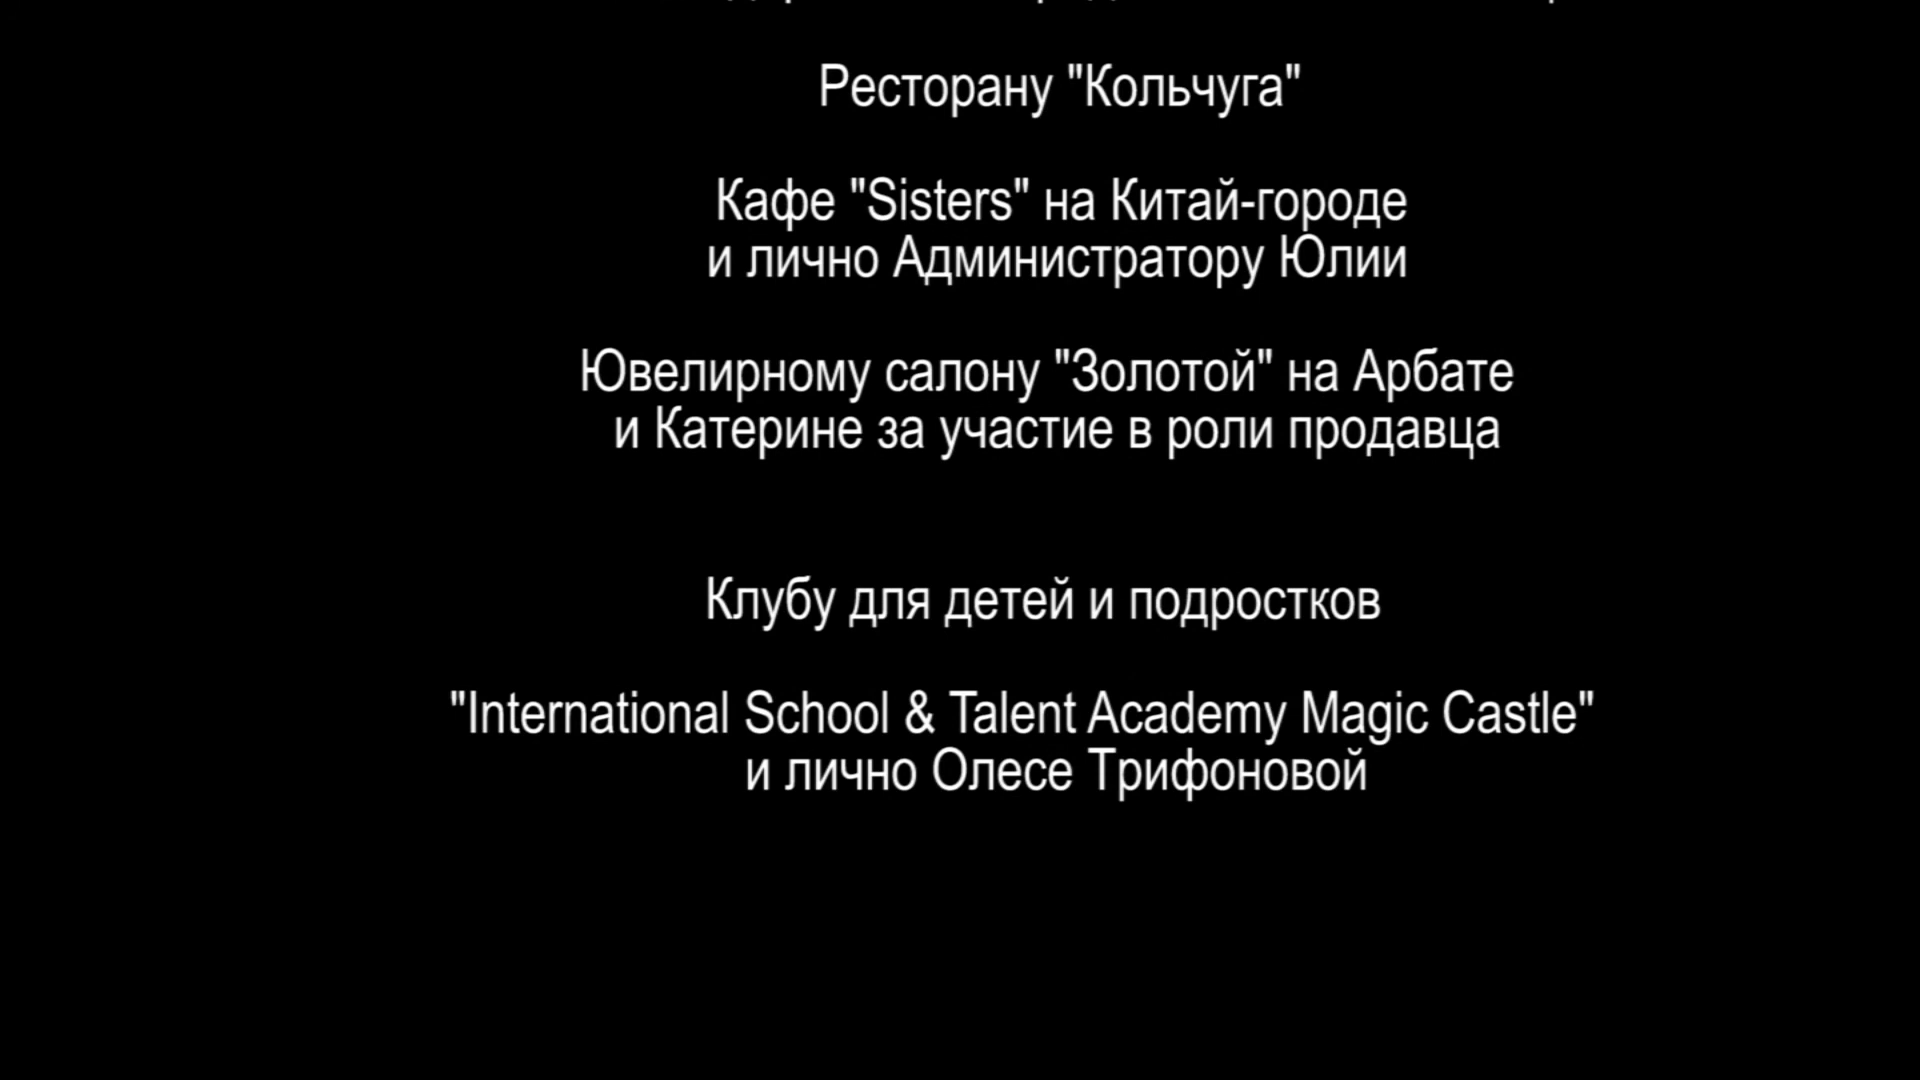 Ресторану "Кольчуга"
Кафе "Sisters" на Китай-городе
и лично Администратору Юлии
Ювелирному салону "Золотой" на Арбате
и Катерине за участие в роли продавца
Клубу для детей и подростков
"International School & Talent Academy Magic Castle"
и лично Олесе Трифоновой